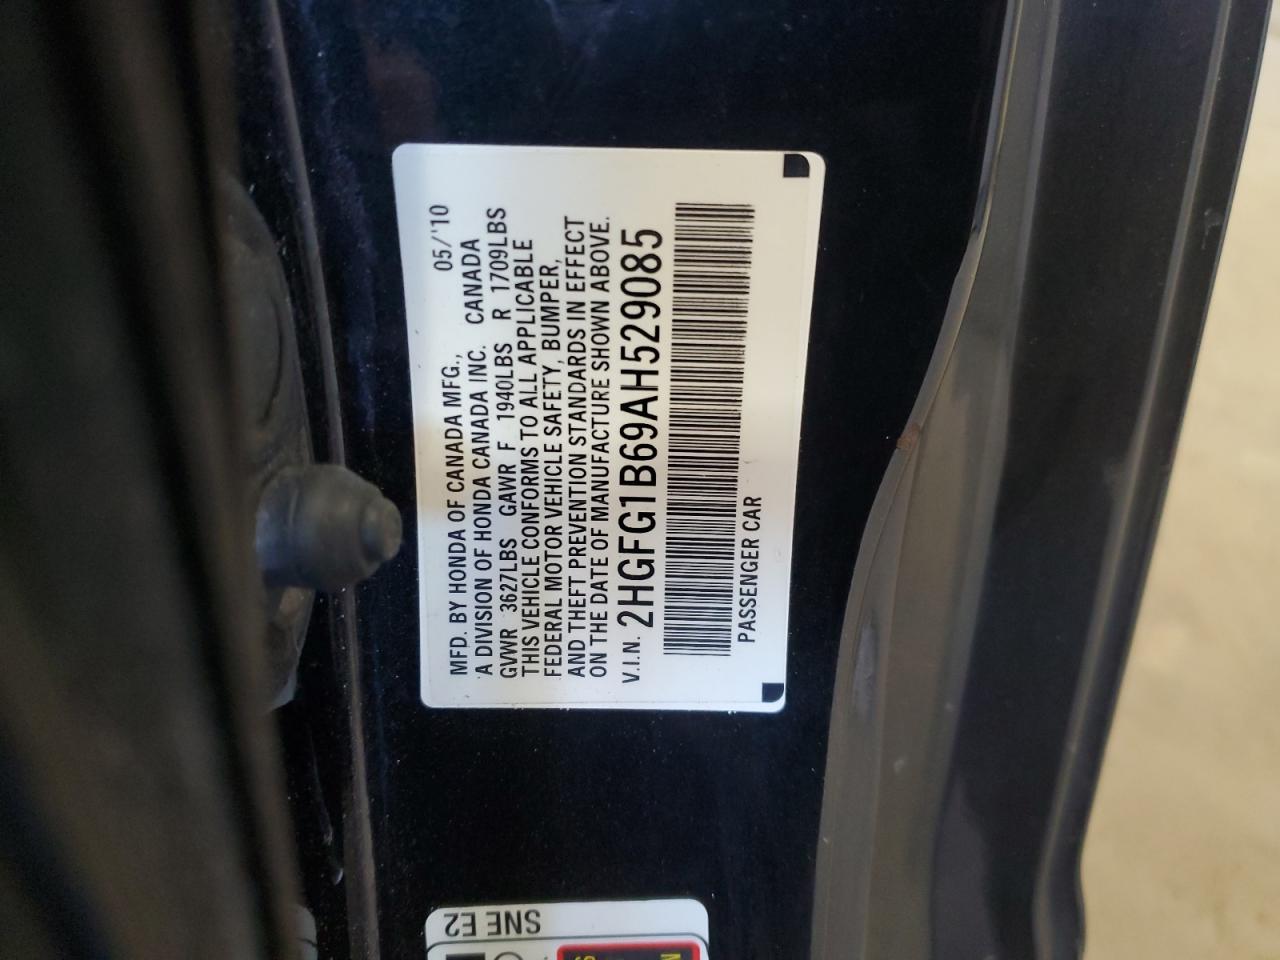 MFD. BY HONDA OF CANADA MFG., 05/'10
A DIVISION OF HONDA CANADA INC. CANADA
GVWR 3627LBS GAWR F 1940LBS R 1709LBS
THIS VEHICLE CONFORMS TO ALL APPLICABLE
FEDERAL MOTOR VEHICLE SAFETY, BUMPER,
AND THEFT PREVENTION STANDARDS IN EFFECT
ON THE DATE OF MANUFACTURE SHOWN ABOVE.
V.I.N. 2HGFG1B69AH529085
PASSENGER CAR
SNE E2